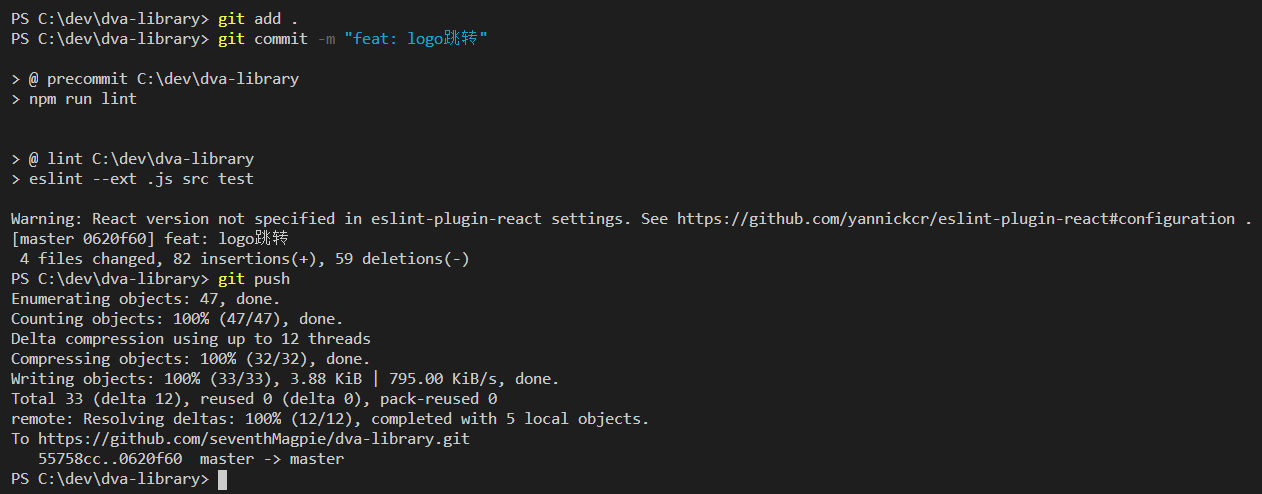 PS C:\dev\dva-library> git add .
PS C:\dev\dva-library> git commit -m "feat: logo跳转"
> @ precommit C:\dev\dva-library
> npm run lint
> @ lint C:\dev\dva-library
> eslint --ext .js src test
Warning: React version not specified in eslint-plugin-react settings. See https://github.com/yannickcr/eslint-plugin-react#configuration .
[master 0620f60] feat: logo跳转
 4 files changed, 82 insertions(+), 59 deletions(-)
PS C:\dev\dva-library> git push
Enumerating objects: 47, done.
Counting objects: 100% (47/47), done.
Delta compression using up to 12 threads
Compressing objects: 100% (32/32), done.
Writing objects: 100% (33/33), 3.88 KiB | 795.00 KiB/s, done.
Total 33 (delta 12), reused 0 (delta 0), pack-reused 0
remote: Resolving deltas: 100% (12/12), completed with 5 local objects.
To https://github.com/seventhMagpie/dva-library.git
   55758cc..0620f60  master -> master
PS C:\dev\dva-library>